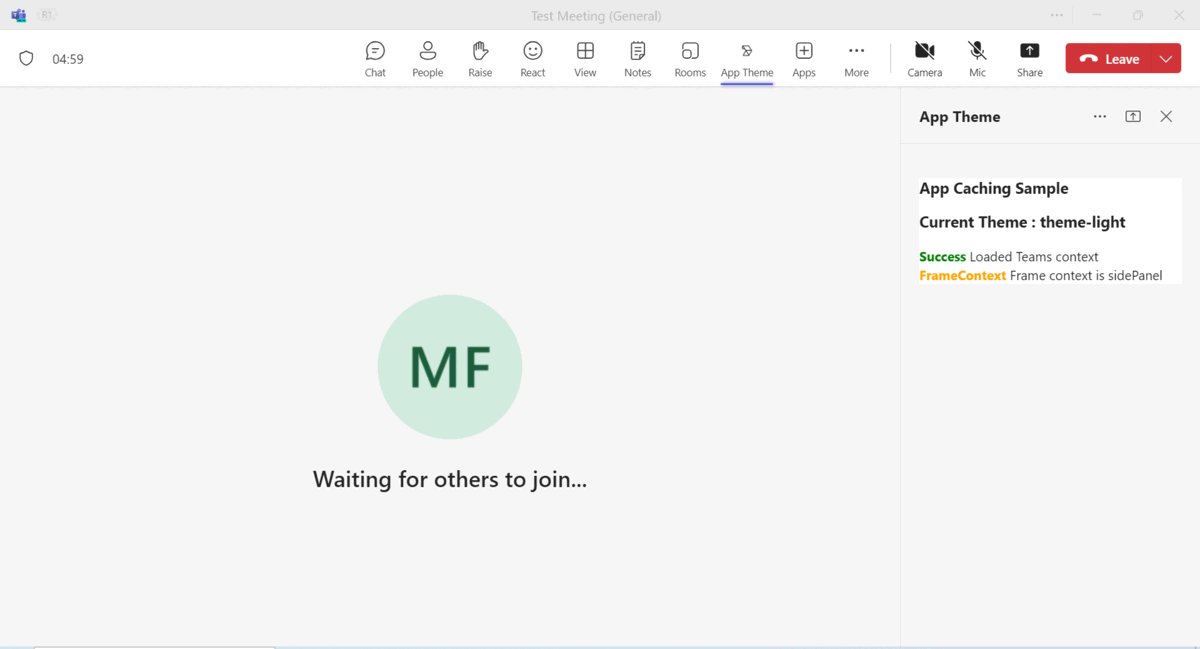 R1
Test Meeting (General)
04:59
Chat People Raise React View Notes Rooms App Theme Apps More Camera Mic Share Leave
App Theme
App Caching Sample
Current Theme : theme-light
Success Loaded Teams context
FrameContext Frame context is sidePanel
MF
Waiting for others to join...